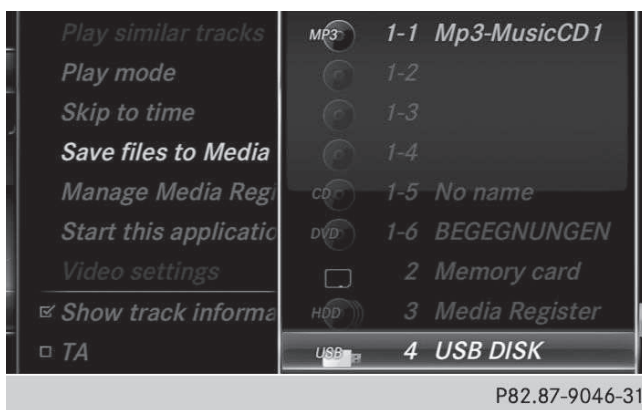 Play similar tracks
Play mode
Skip to time
Save files to Media
Manage Media Regi
Start this applicatio
Video settings
Show track informa
TA
MP3 1-1 Mp3-MusicCD1
1-2
1-3
1-4
CD 1-5 No name
DVD 1-6 BEGEGNUNGEN
2 Memory card
HDD 3 Media Register
USB 4 USB DISK
P82.87-9046-31